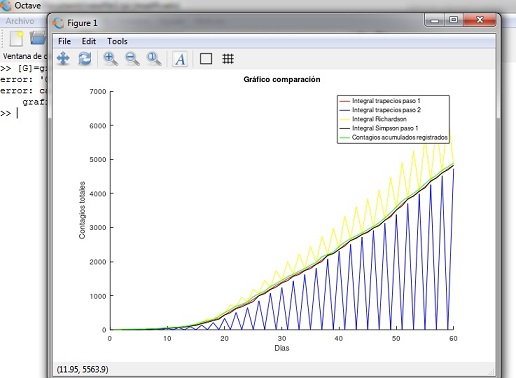 Octave
Archivo
Figure 1
File Edit Tools
Ventana de
>> [G]=g
error: '
error: c
grafi
>>
Gráfico comparación
Integral trapecios paso 1
Integral trapecios paso 2
Integral Richardson
Integral Simpson paso 1
Contagios acumulados registrados
7000
6000
5000
4000
3000
2000
1000
0
Contagios totales
0 10 20 30 40 50 60
Días
(11.95, 5563.9)